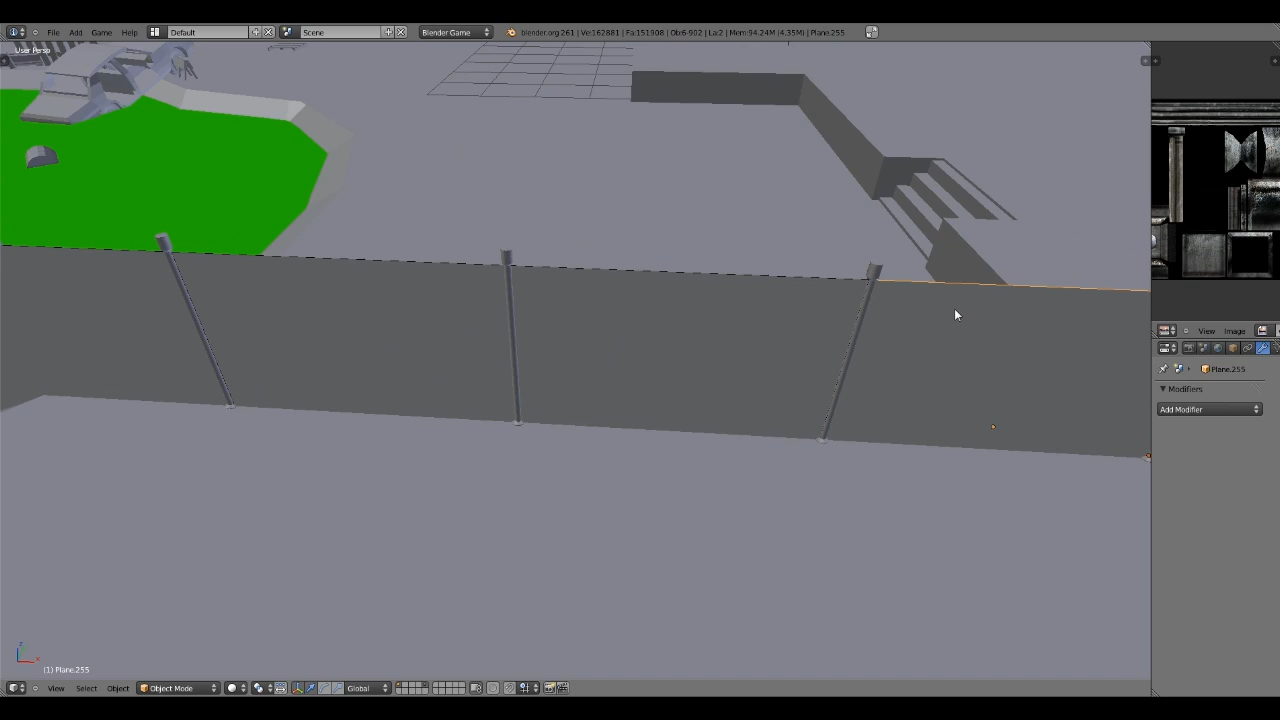 File Add Game Help Default Scene Blender Game blender.org 261 | Ve:162881 | Fa:151908 | Ob:6-902 | La:2 | Mem:94.24M (4.35M) | Plane.255
User Persp
View Image
Plane.255
Modifiers
Add Modifier
(1) Plane.255
View Select Object Object Mode Global